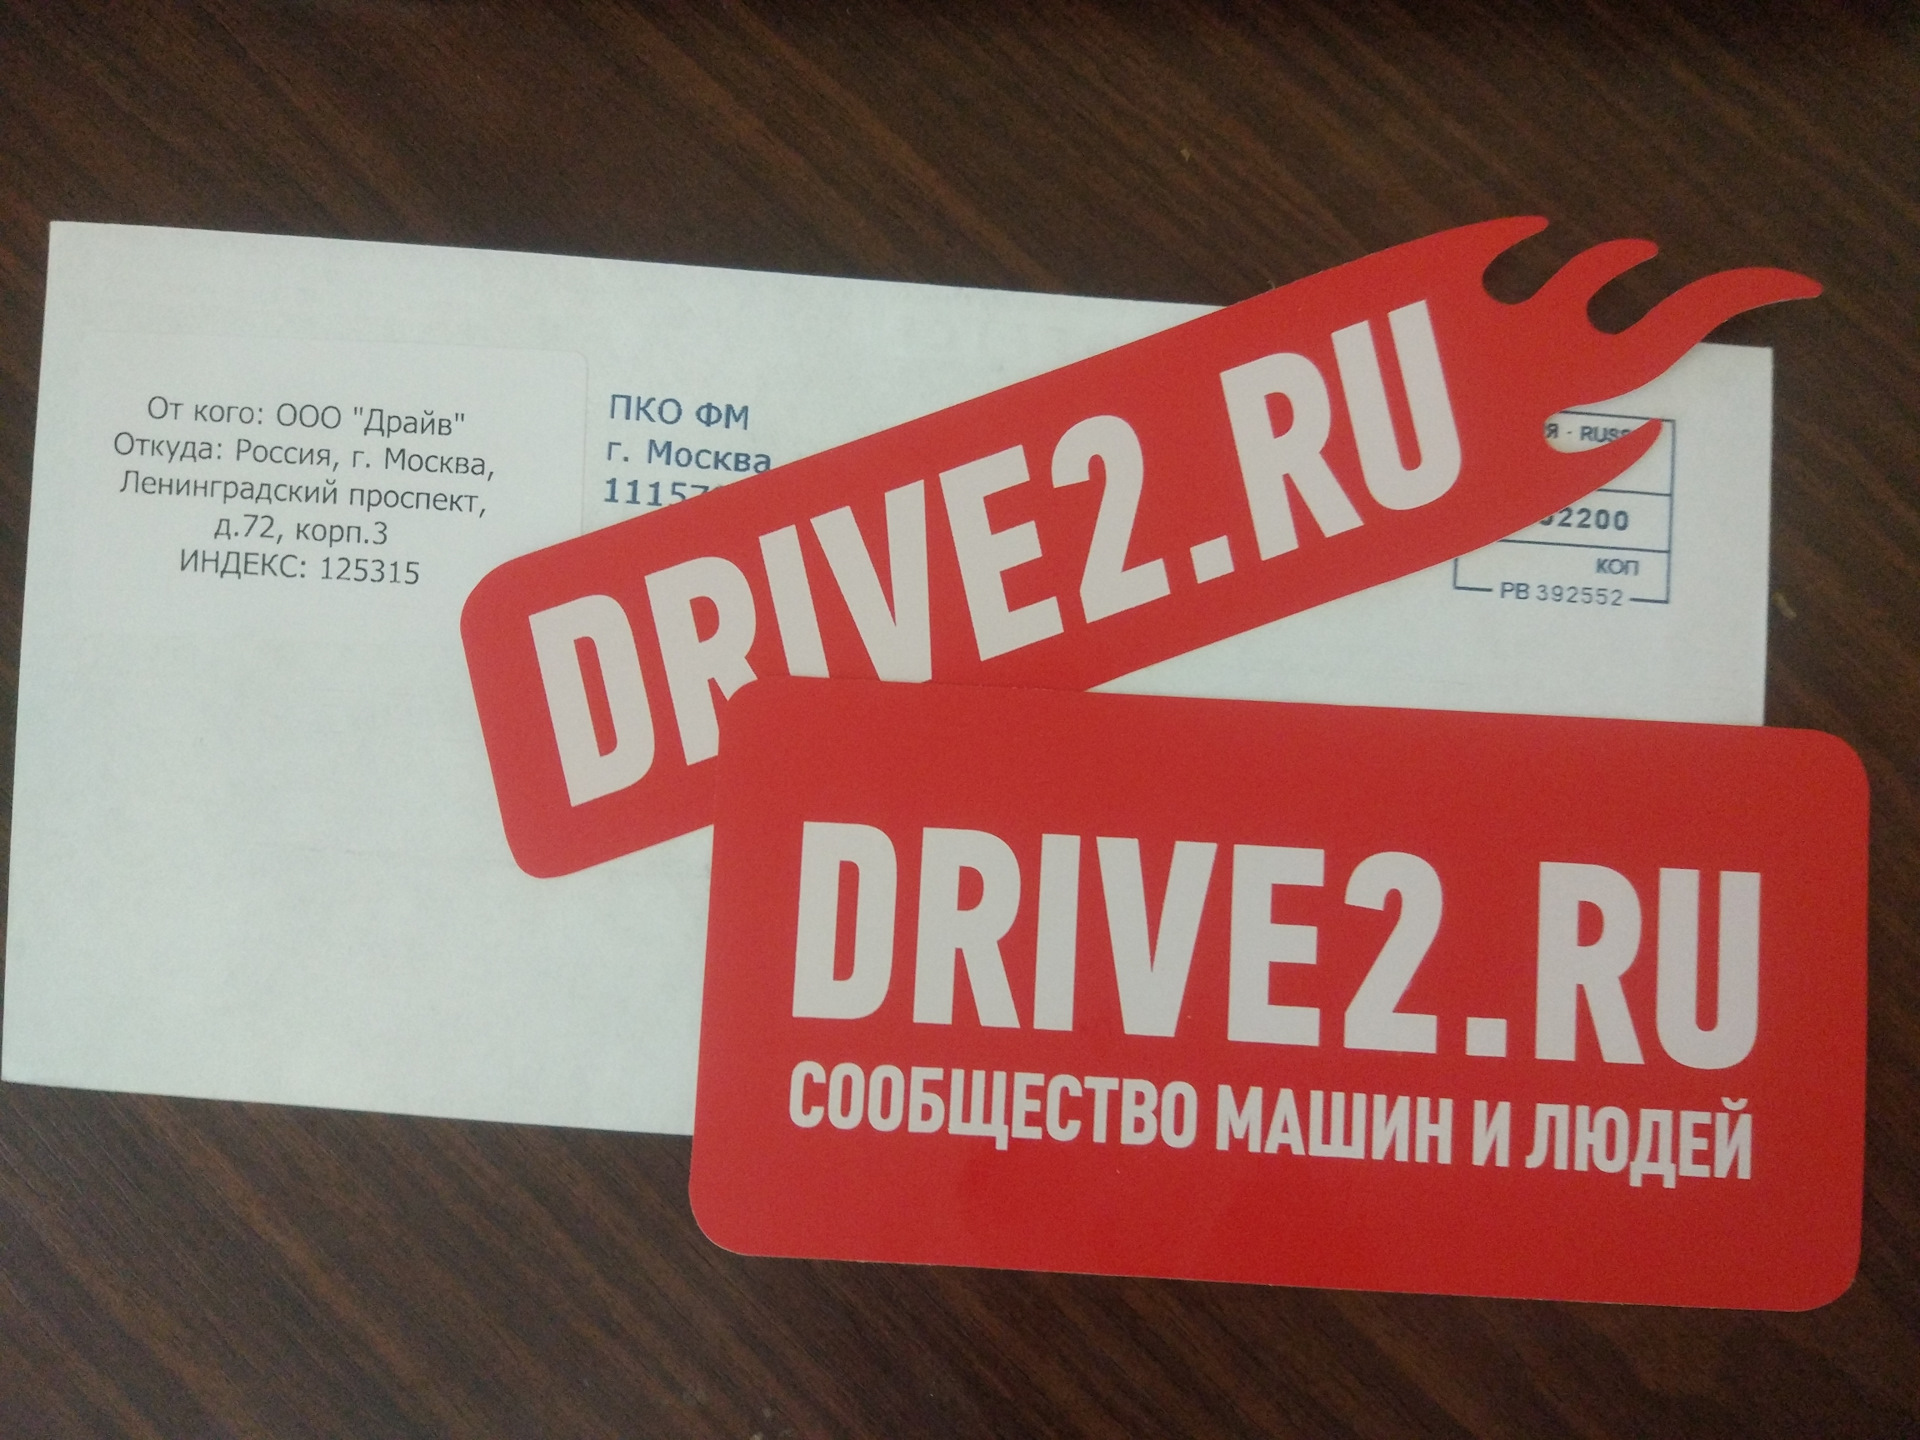 От кого: ООО "Драйв"
Откуда: Россия, г. Москва,
Ленинградский проспект,
д.72, корп.3
ИНДЕКС: 125315
ПКО ФМ
г. Москва
КОП
РВ 392552
DRIVE2.RU
DRIVE2.RU
СООБЩЕСТВО МАШИН И ЛЮДЕЙ